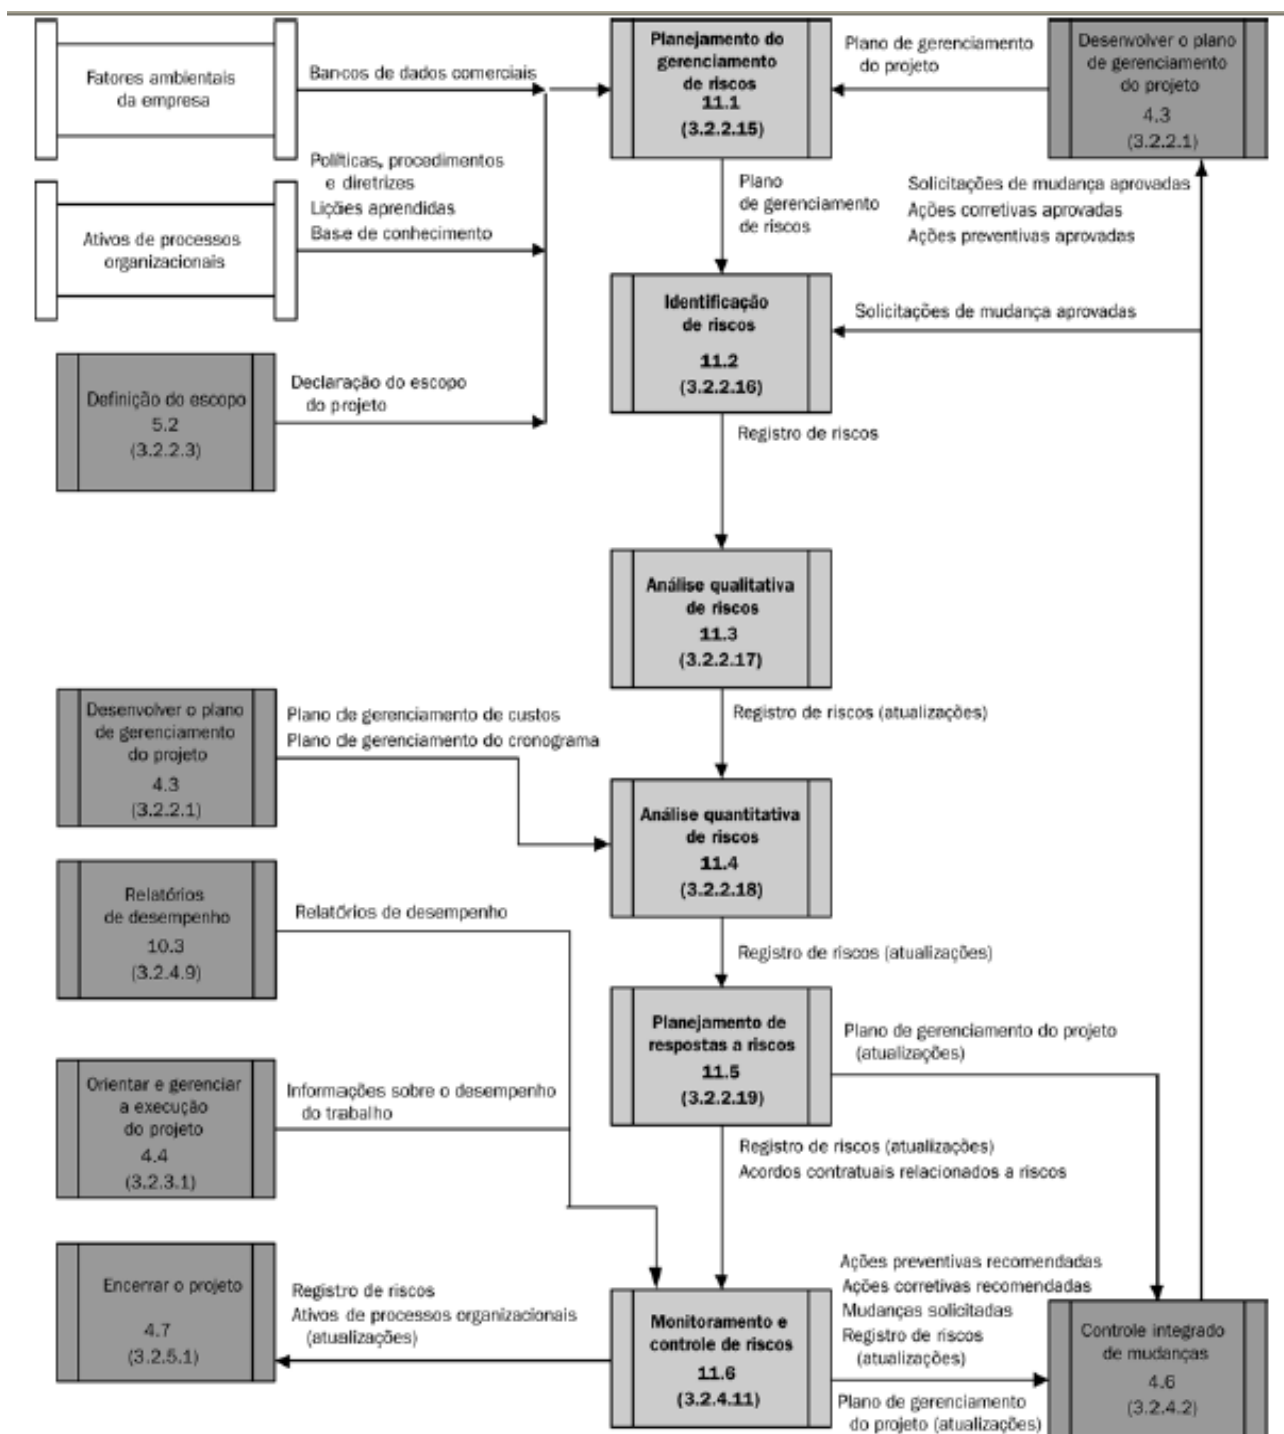 Fatores ambientais
da empresa
Bancos de dados comerciais
Planejamento do
gerenciamento
de riscos
11.1
(3.2.2.15)
Plano de gerenciamento
do projeto
Desenvolver o plano
de gerenciamento
do projeto
4.3
(3.2.2.1)
Ativos de processos
organizacionais
Políticas, procedimentos
e diretrizes
Lições aprendidas
Base de conhecimento
Plano
de gerenciamento
de riscos
Solicitações de mudança aprovadas
Ações corretivas aprovadas
Ações preventivas aprovadas
Identificação
de riscos
11.2
(3.2.2.16)
Solicitações de mudança aprovadas
Definição do escopo
5.2
(3.2.2.3)
Declaração do escopo
do projeto
Registro de riscos
Análise qualitativa
de riscos
11.3
(3.2.2.17)
Registro de riscos (atualizações)
Desenvolver o plano
de gerenciamento
do projeto
4.3
(3.2.2.1)
Plano de gerenciamento de custos
Plano de gerenciamento do cronograma
Análise quantitativa
de riscos
11.4
(3.2.2.18)
Relatórios
de desempenho
10.3
(3.2.4.9)
Relatórios de desempenho
Registro de riscos (atualizações)
Planejamento de
respostas a riscos
11.5
(3.2.2.19)
Plano de gerenciamento do projeto
(atualizações)
Orientar e gerenciar
a execução
do projeto
4.4
(3.2.3.1)
Informações sobre o desempenho
do trabalho
Registro de riscos (atualizações)
Acordos contratuais relacionados a riscos
Encerrar o projeto
4.7
(3.2.5.1)
Registro de riscos
Ativos de processos organizacionais
(atualizações)
Monitoramento e
controle de riscos
11.6
(3.2.4.11)
Ações preventivas recomendadas
Ações corretivas recomendadas
Mudanças solicitadas
Registro de riscos
(atualizações)
Plano de gerenciamento
do projeto (atualizações)
Controle integrado
de mudanças
4.6
(3.2.4.2)